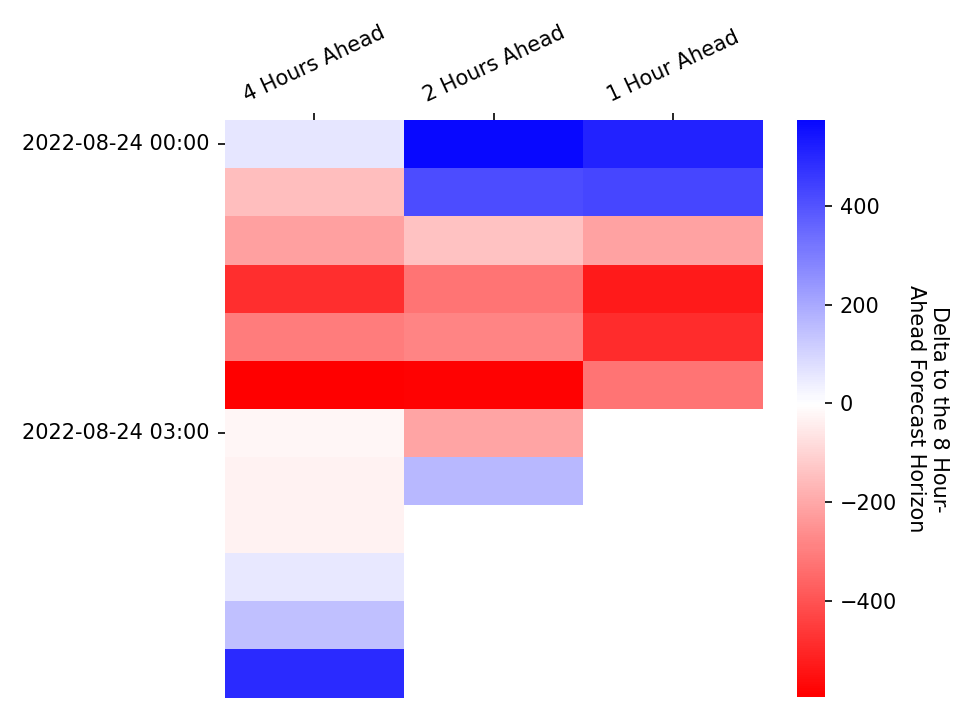 4 Hours Ahead
2 Hours Ahead
1 Hour Ahead
2022-08-24 00:00
2022-08-24 03:00
400
200
0
−200
−400
Delta to the 8 Hour-
Ahead Forecast Horizon